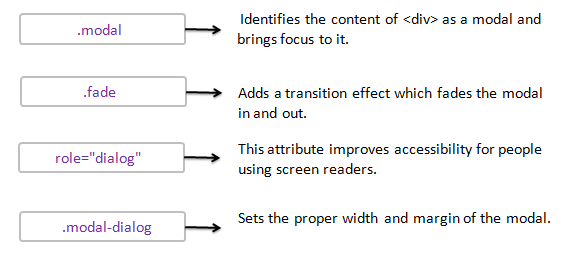 .modal
Identifies the content of <div> as a modal and
brings focus to it.
.fade
Adds a transition effect which fades the modal
in and out.
role="dialog"
This attribute improves accessibility for people
using screen readers.
.modal-dialog
Sets the proper width and margin of the modal.